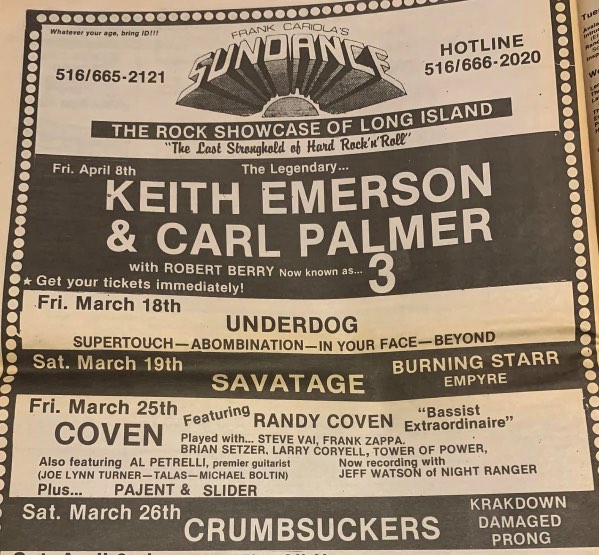 Whatever your age, bring ID!!!
FRANK CARIOLA'S
SUNDANCE
516/665-2121
HOTLINE
516/666-2020
THE ROCK SHOWCASE OF LONG ISLAND
"The Last Stronghold of Hard Rock'n'Roll"
Fri. April 8th
The Legendary...
KEITH EMERSON
& CARL PALMER
with ROBERT BERRY Now known as... 3
★ Get your tickets immediately!
Fri. March 18th
UNDERDOG
SUPERTOUCH—ABOMBINATION—IN YOUR FACE—BEYOND
Sat. March 19th
SAVATAGE
BURNING STARR
EMPYRE
Fri. March 25th
COVEN
Featuring RANDY COVEN "Bassist Extraordinaire"
Played with... STEVE VAI, FRANK ZAPPA.
BRIAN SETZER, LARRY CORYELL, TOWER OF POWER,
Also featuring AL PETRELLI, premier guitarist
(JOE LYNN TURNER—TALAS—MICHAEL BOLTIN)
Now recording with
JEFF WATSON of NIGHT RANGER
Plus... PAJENT & SLIDER
Sat. March 26th
CRUMBSUCKERS
KRAKDOWN
DAMAGED
PRONG